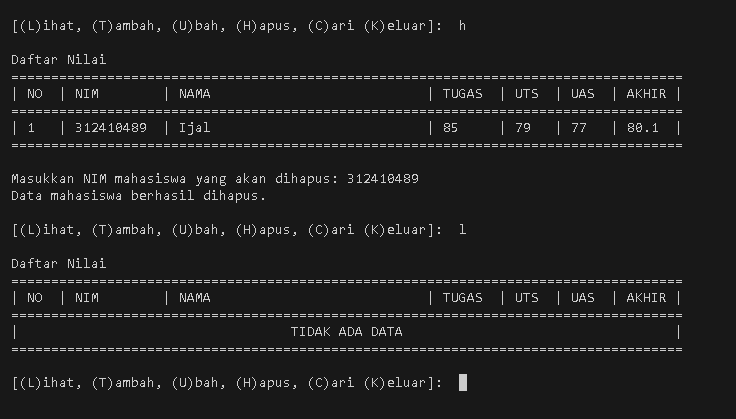 [(L)ihat, (T)ambah, (U)bah, (H)apus, (C)ari (K)eluar]:  h
Daftar Nilai
====================================================================================
| NO  | NIM        | NAMA                           | TUGAS  | UTS   | UAS   | AKHIR |
====================================================================================
| 1   | 312410489  | Ijal                           | 85     | 79    | 77    | 80.1  |
====================================================================================
Masukkan NIM mahasiswa yang akan dihapus: 312410489
Data mahasiswa berhasil dihapus.
[(L)ihat, (T)ambah, (U)bah, (H)apus, (C)ari (K)eluar]:  l
Daftar Nilai
====================================================================================
| NO  | NIM        | NAMA                           | TUGAS  | UTS   | UAS   | AKHIR |
====================================================================================
|                                  TIDAK ADA DATA                                  |
====================================================================================
[(L)ihat, (T)ambah, (U)bah, (H)apus, (C)ari (K)eluar]: